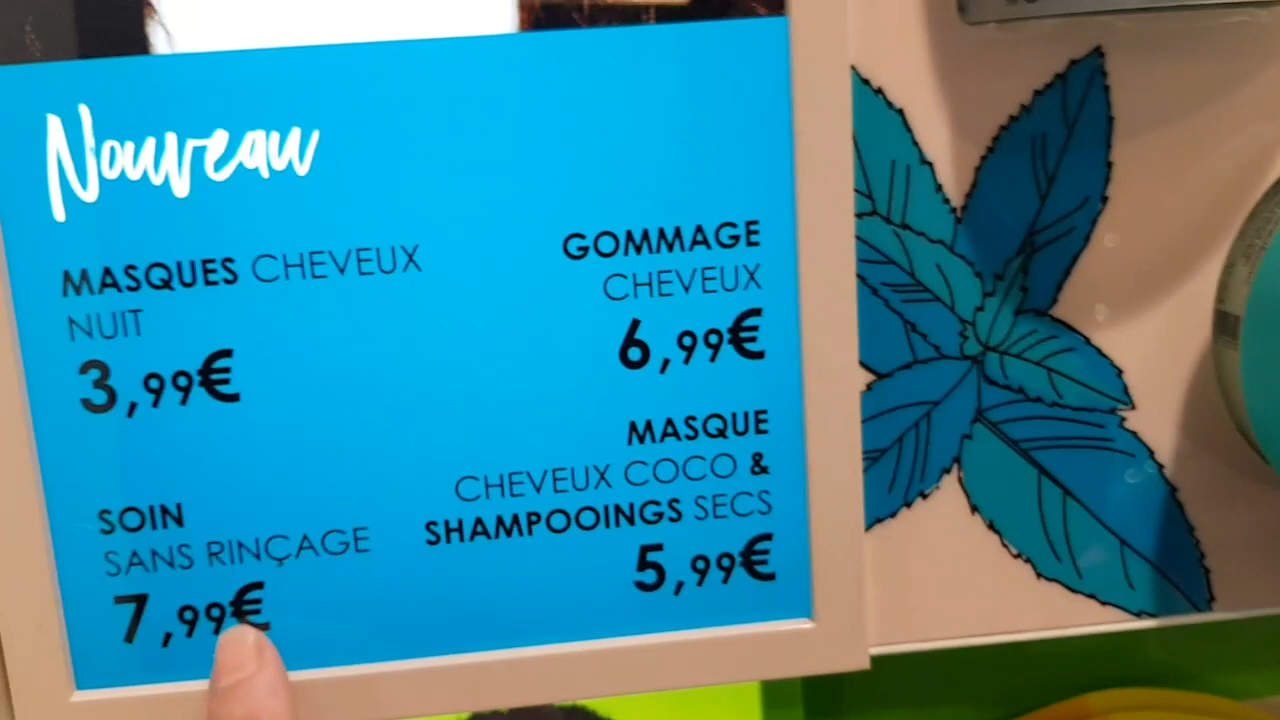 Nouveau
MASQUES CHEVEUX
NUIT
3,99€
GOMMAGE
CHEVEUX
6,99€
SOIN
SANS RINÇAGE
7,99€
MASQUE
CHEVEUX COCO &
SHAMPOOINGS SECS
5,99€